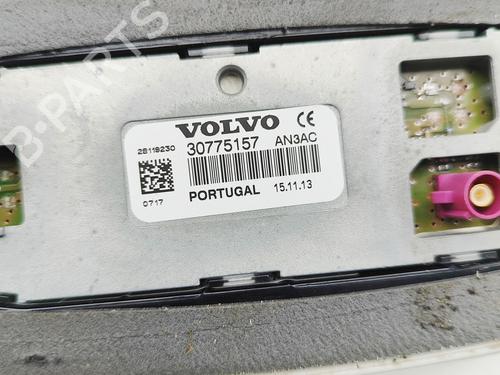 B-PARTS
VOLVO CE
28119230 30775157 AN3AC
0717 PORTUGAL 15.11.13